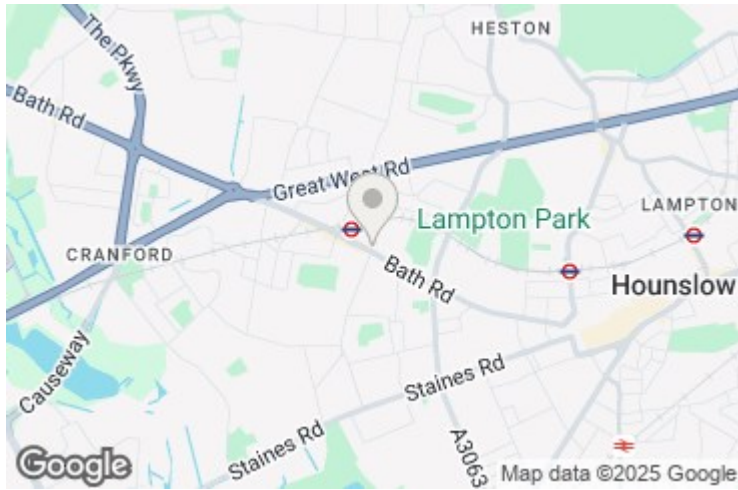 HESTON
The Pkwy
Bath Rd
Great West Rd
Lampton Park
LAMPTON
CRANFORD
Bath Rd
Hounslow
Causeway
Staines Rd
Staines Rd
A3063
Google
Map data ©2025 Google